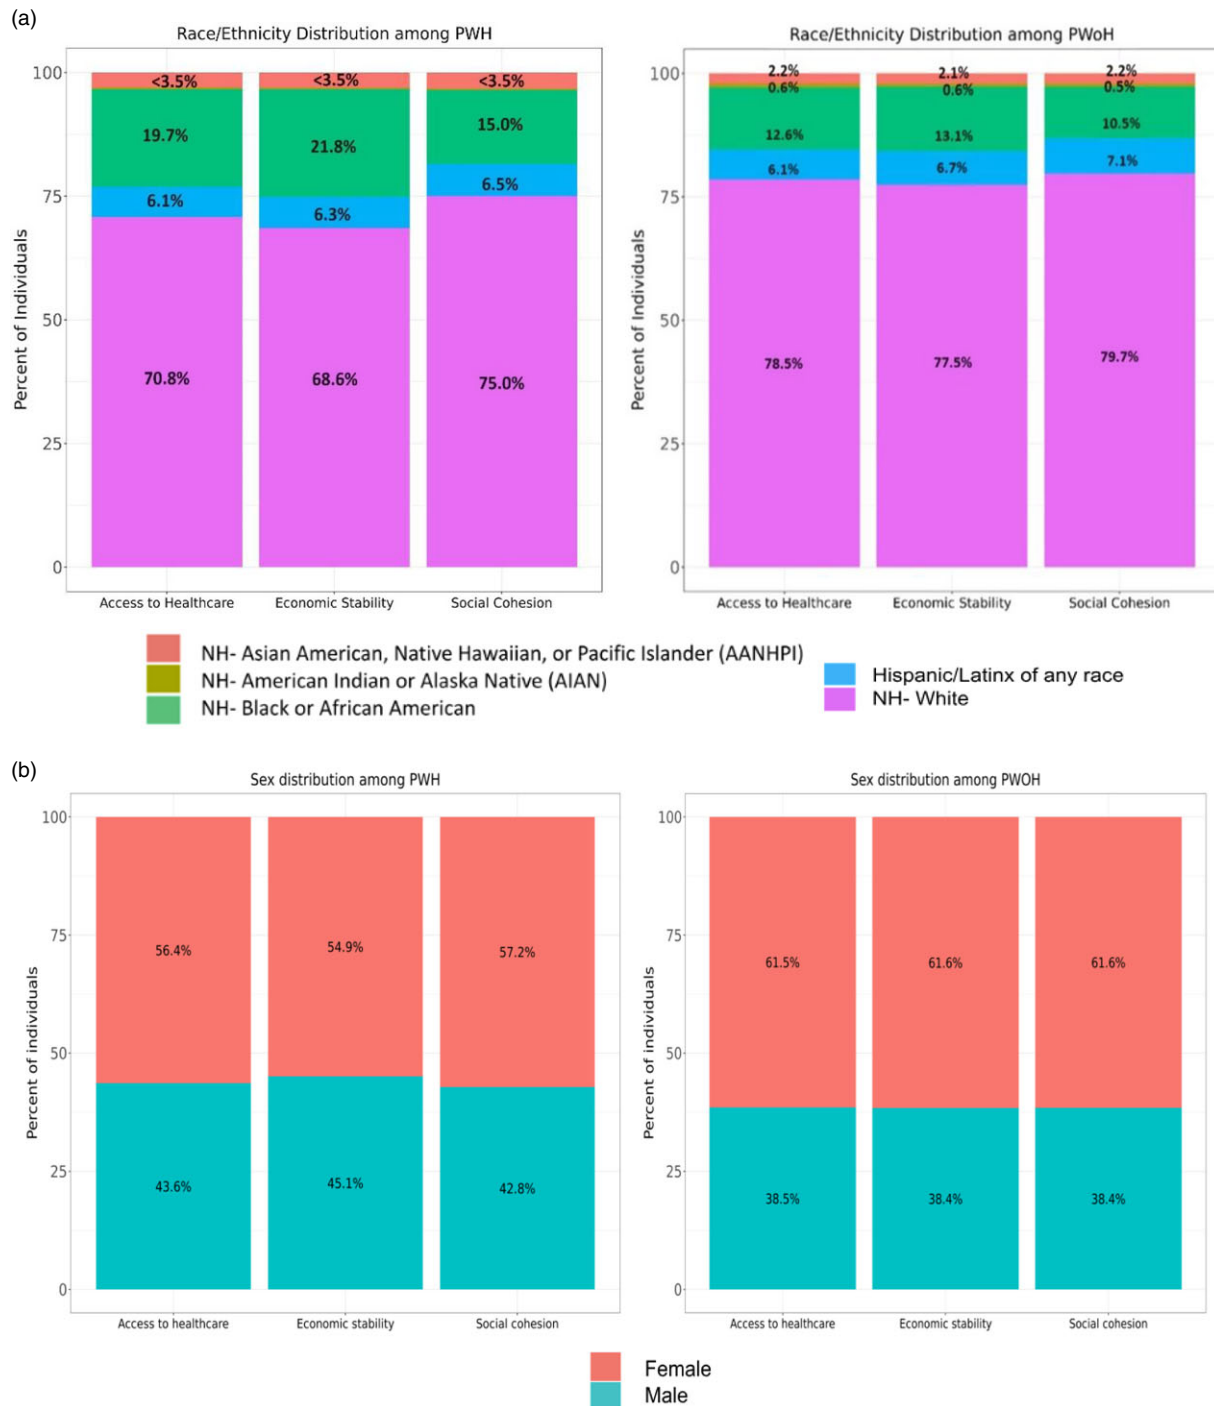 (a)
Race/Ethnicity Distribution among PWH
Percent of Individuals
100
75
50
25
0
<3.5% <3.5% <3.5%
19.7% 21.8% 15.0%
6.1% 6.3% 6.5%
70.8% 68.6% 75.0%
Access to Healthcare Economic Stability Social Cohesion
Race/Ethnicity Distribution among PWoH
Percent of Individuals
100
75
50
25
0
2.2% 2.1% 2.2%
0.6% 0.6% 0.5%
12.6% 13.1% 10.5%
6.1% 6.7% 7.1%
78.5% 77.5% 79.7%
Access to Healthcare Economic Stability Social Cohesion
NH- Asian American, Native Hawaiian, or Pacific Islander (AANHPI)
NH- American Indian or Alaska Native (AIAN)
NH- Black or African American
Hispanic/Latinx of any race
NH- White
(b)
Sex distribution among PWH
Percent of individuals
100
75
50
25
0
56.4% 54.9% 57.2%
43.6% 45.1% 42.8%
Access to healthcare Economic stability Social cohesion
Sex distribution among PWOH
Percent of individuals
100
75
50
25
0
61.5% 61.6% 61.6%
38.5% 38.4% 38.4%
Access to healthcare Economic stability Social cohesion
Female
Male